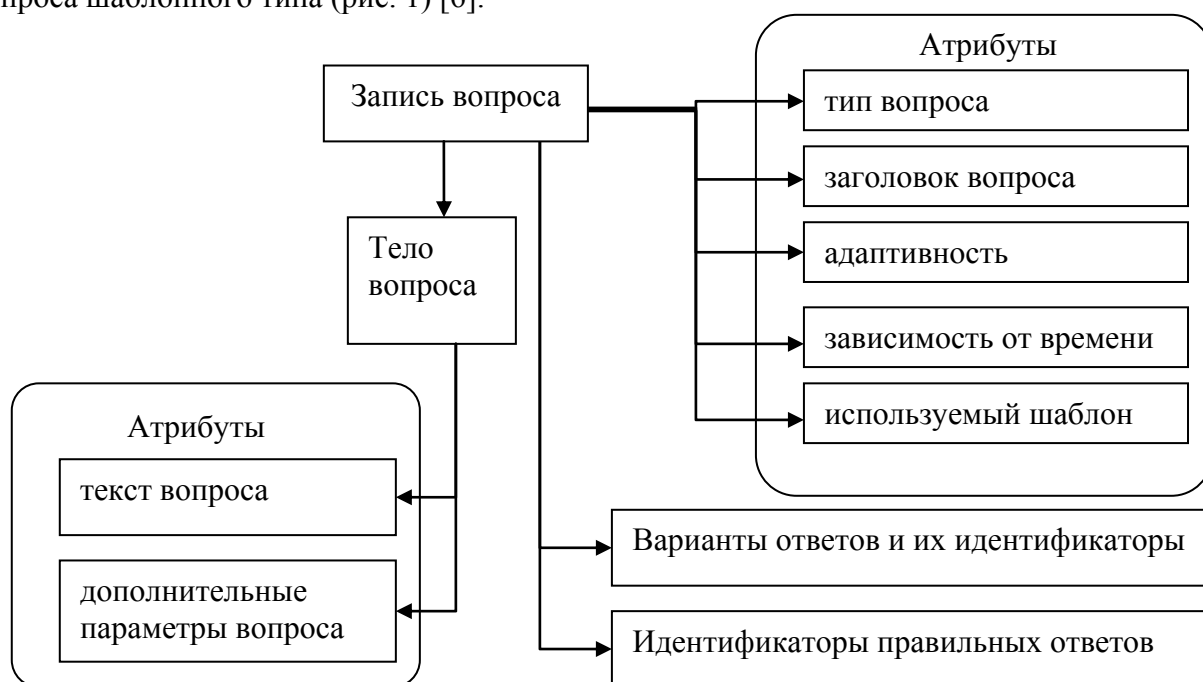 проса шаблонного типа (рис. 1) [6].
Атрибуты
Запись вопроса
тип вопроса
заголовок вопроса
адаптивность
зависимость от времени
используемый шаблон
Тело
вопроса
Атрибуты
текст вопроса
дополнительные
параметры вопроса
Варианты ответов и их идентификаторы
Идентификаторы правильных ответов